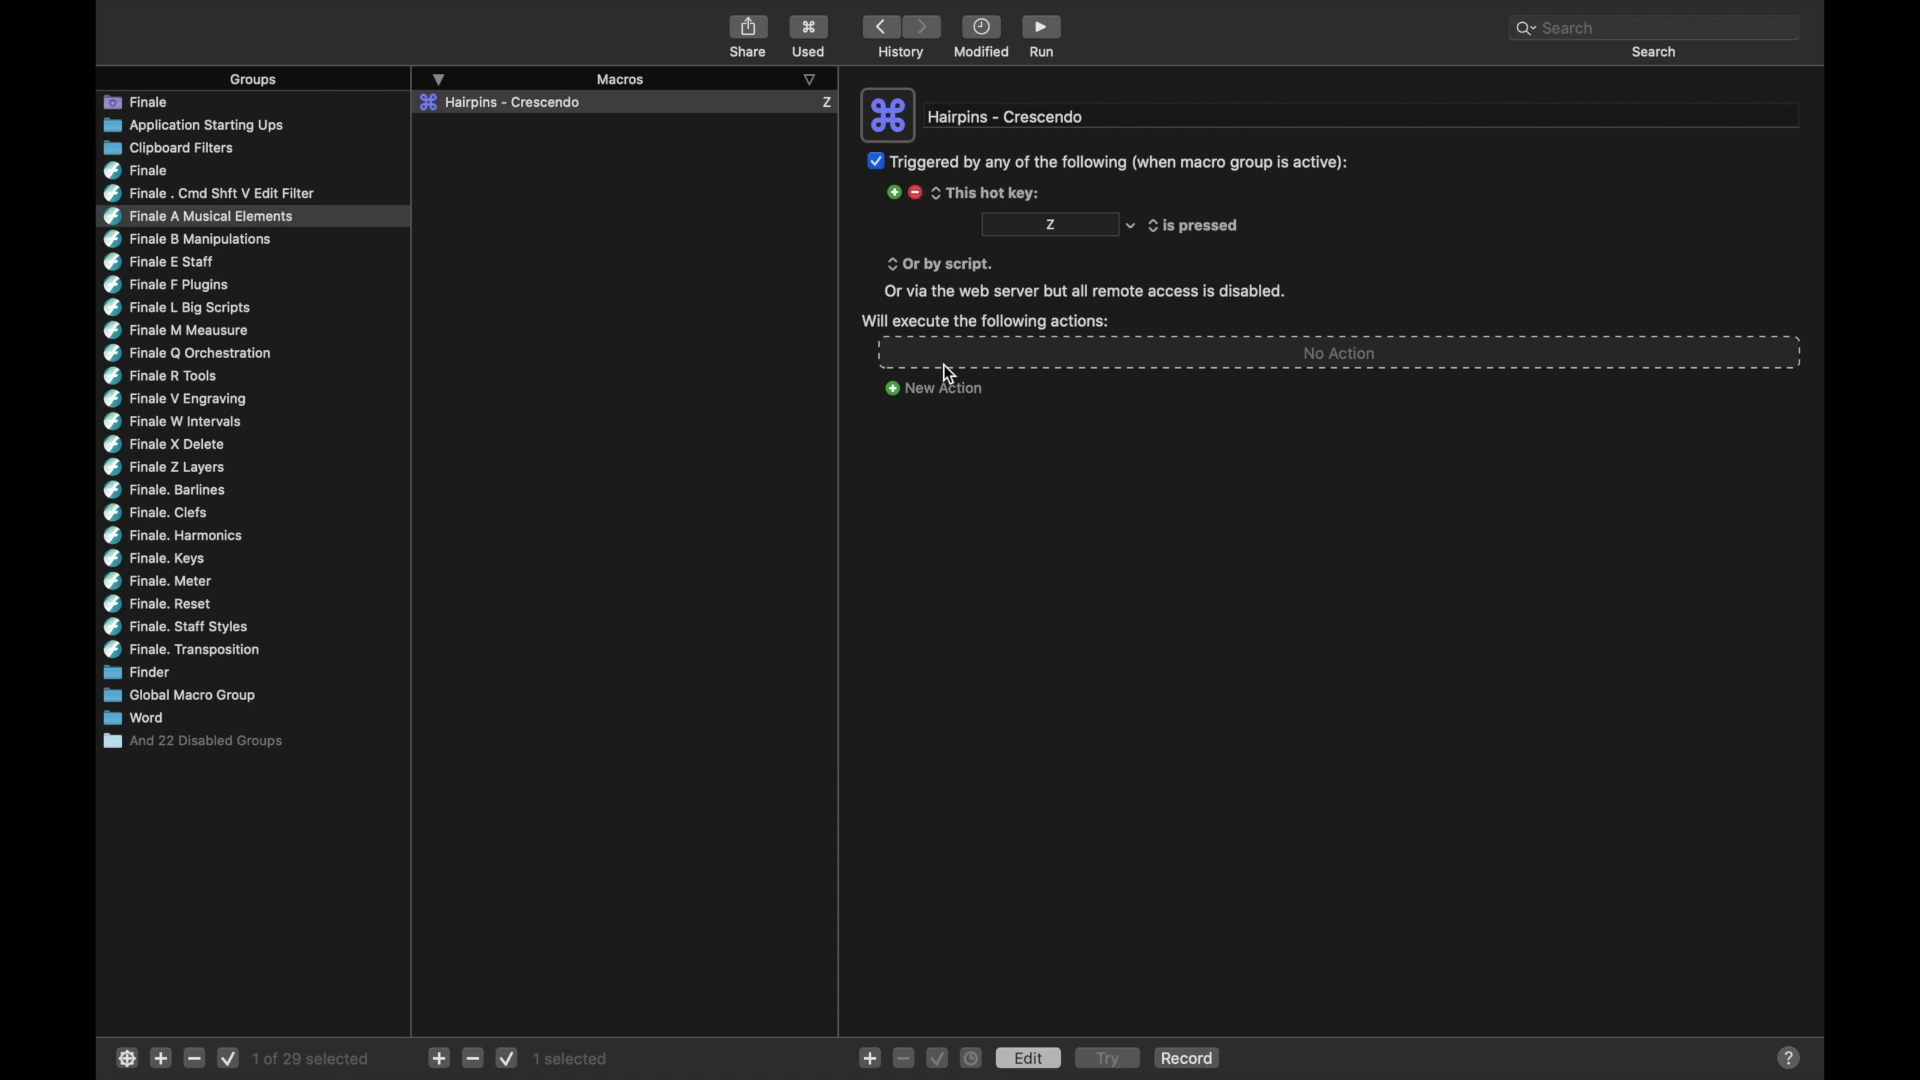 Share
Used
History
Modified
Run
Search
Search
Groups
Finale
Application Starting Ups
Clipboard Filters
Finale
Finale . Cmd Shft V Edit Filter
Finale A Musical Elements
Finale B Manipulations
Finale E Staff
Finale F Plugins
Finale L Big Scripts
Finale M Meausure
Finale Q Orchestration
Finale R Tools
Finale V Engraving
Finale W Intervals
Finale X Delete
Finale Z Layers
Finale. Barlines
Finale. Clefs
Finale. Harmonics
Finale. Keys
Finale. Meter
Finale. Reset
Finale. Staff Styles
Finale. Transposition
Finder
Global Macro Group
Word
And 22 Disabled Groups
1 of 29 selected
Macros
Hairpins - Crescendo Z
1 selected
Hairpins - Crescendo
Triggered by any of the following (when macro group is active):
This hot key:
Z is pressed
Or by script.
Or via the web server but all remote access is disabled.
Will execute the following actions:
No Action
New Action
Edit
Try
Record
?